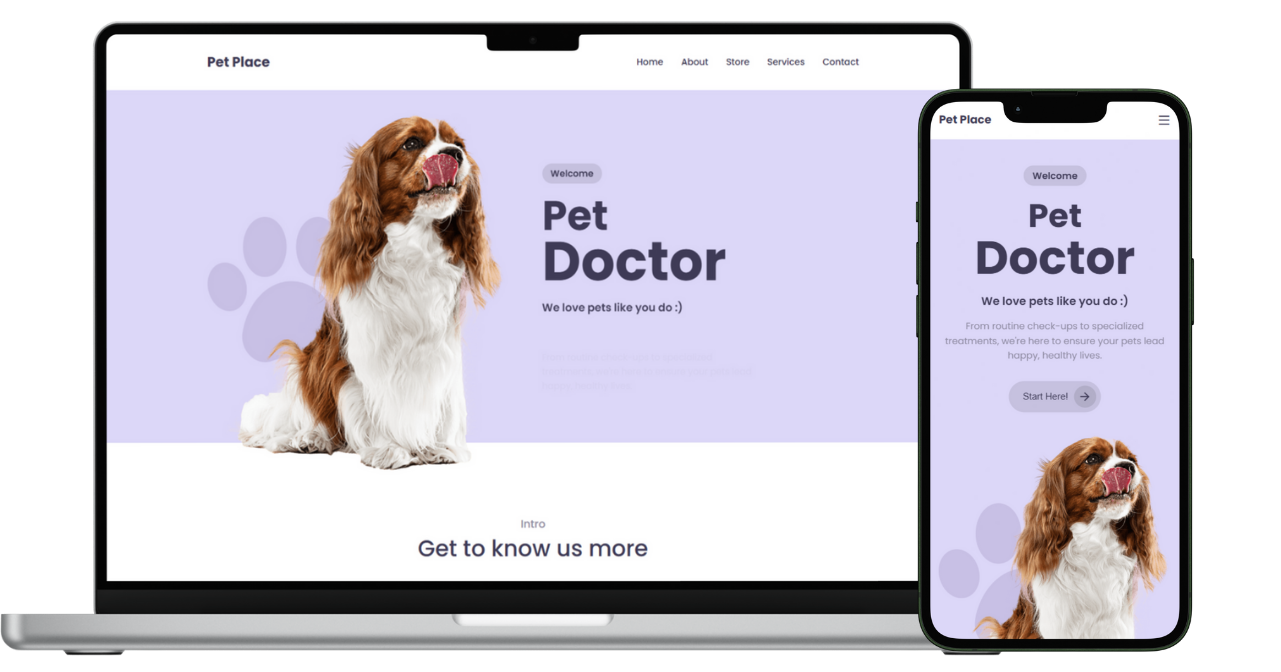 Pet Place
Home About Store Services Contact
Welcome
Pet
Doctor
We love pets like you do :)
Intro
Get to know us more
Pet Place
Welcome
Pet
Doctor
We love pets like you do :)
From routine check-ups to specialized
treatments, we're here to ensure your pets lead
happy, healthy lives.
Start Here!